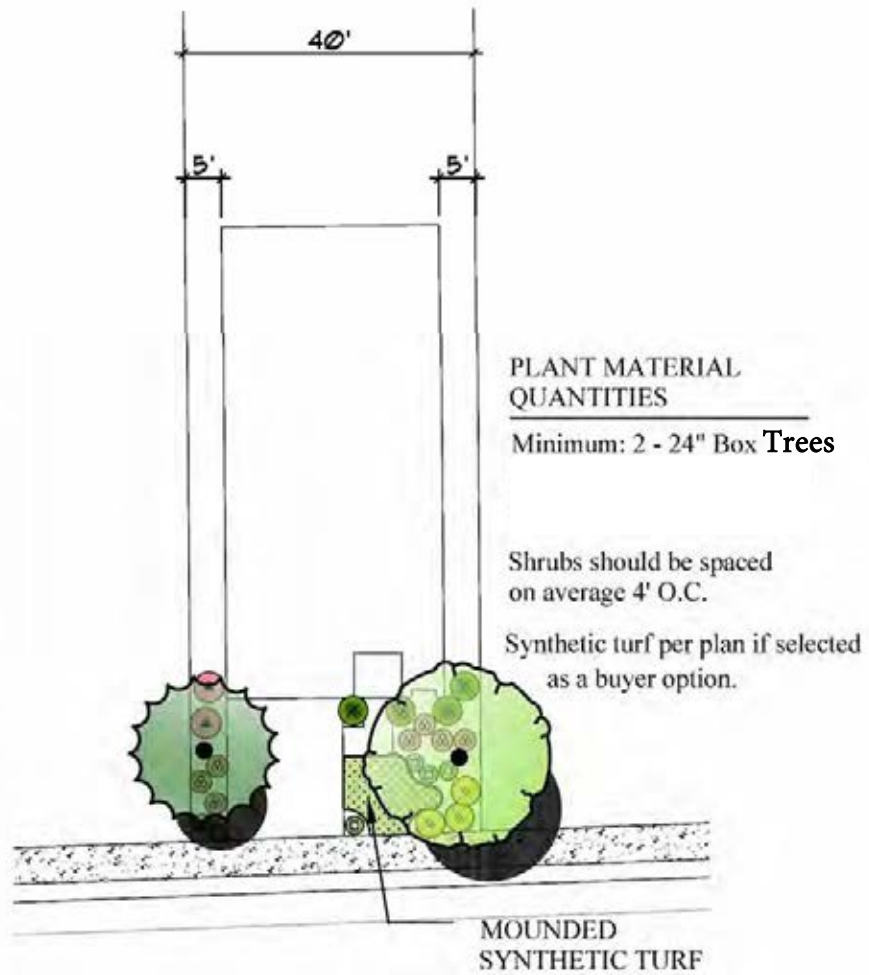 40'
5' 5'
PLANT MATERIAL
QUANTITIES
Minimum: 2 - 24" Box Trees
Shrubs should be spaced
on average 4' O.C.
Synthetic turf per plan if selected
as a buyer option.
MOUNDED
SYNTHETIC TURF